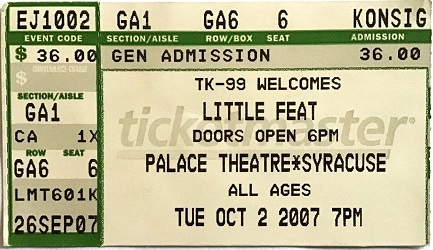 EJ1002 GA1 GA6 6 KONSIG
EVENT CODE SECTION/AISLE ROW/BOX SEAT ADMISSION
$ 36.00 GEN ADMISSION 36.00
$ CONVENIENCE CHARGE
TK-99 WELCOMES
SECTION/AISLE
LITTLE FEAT
GA1
ticketmaster®
CA 1X
DOORS OPEN 6PM
ROW SEAT
PALACE THEATRE*SYRACUSE
GA6 6
LMT601K
ALL AGES
26SEP07
TUE OCT 2 2007 7PM